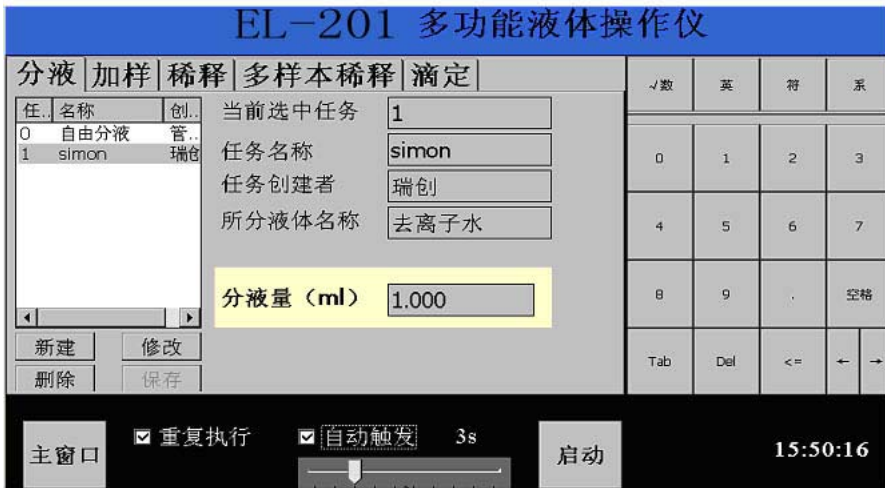 EL-201 多功能液体操作仪
分液 加样 稀释 多样本稀释 滴定
任.. 名称 创..
0 自由分液 管..
1 simon 瑞创
新建 修改
删除 保存
当前选中任务 1
任务名称 simon
任务创建者 瑞创
所分液体名称 去离子水
分液量（ml） 1.000
√数 英 符 系
0 1 2 3
4 5 6 7
8 9 . 空格
Tab Del <= ← →
主窗口
重复执行 自动触发 3s
启动
15:50:16